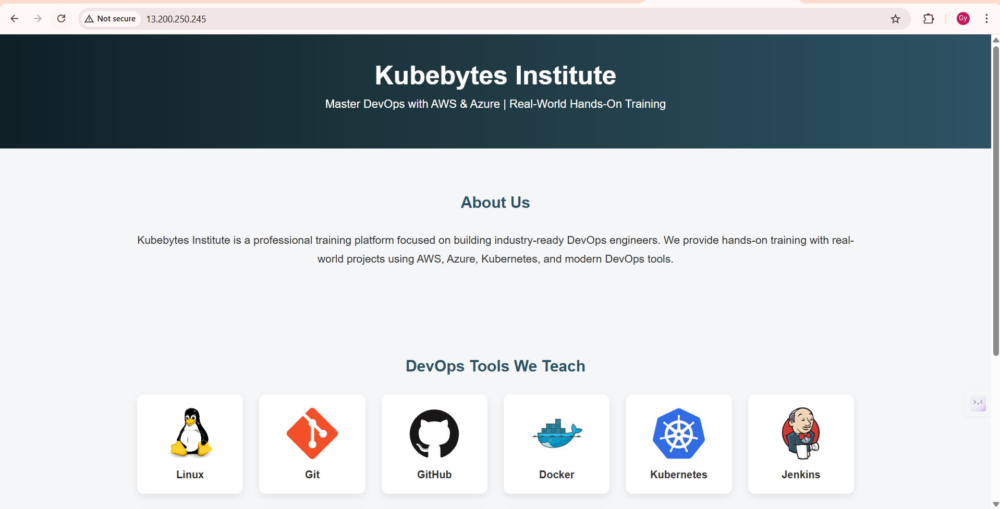 Not secure
13.200.250.245
Gy
Kubebytes Institute
Master DevOps with AWS & Azure | Real-World Hands-On Training
About Us
Kubebytes Institute is a professional training platform focused on building industry-ready DevOps engineers. We provide hands-on training with real-
world projects using AWS, Azure, Kubernetes, and modern DevOps tools.
DevOps Tools We Teach
Linux
Git
GitHub
Docker
Kubernetes
Jenkins